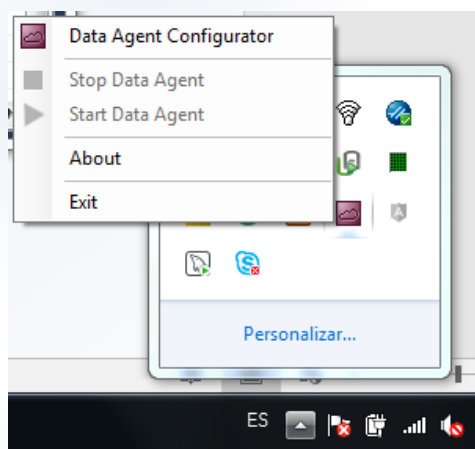 Data Agent Configurator
Stop Data Agent
Start Data Agent
About
Exit
Personalizar...
ES